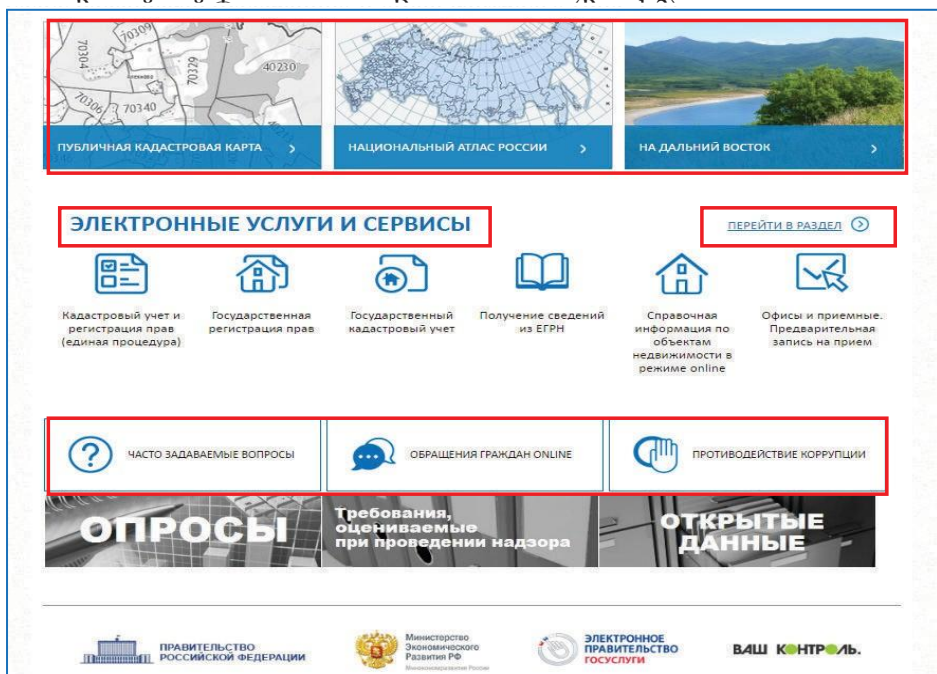 70309
70304
70329
40230
70306
70340
ПУБЛИЧНАЯ КАДАСТРОВАЯ КАРТА
НАЦИОНАЛЬНЫЙ АТЛАС РОССИИ
НА ДАЛЬНИЙ ВОСТОК
ЭЛЕКТРОННЫЕ УСЛУГИ И СЕРВИСЫ
ПЕРЕЙТИ В РАЗДЕЛ
Кадастровый учет и
регистрация прав
(единая процедура)
Государственная
регистрация прав
Государственный
кадастровый учет
Получение сведений
из ЕГРН
Справочная
информация по
объектам
недвижимости в
режиме online
Офисы и приемные.
Предварительная
запись на прием
ЧАСТО ЗАДАВАЕМЫЕ ВОПРОСЫ
ОБРАЩЕНИЯ ГРАЖДАН ONLINE
ПРОТИВОДЕЙСТВИЕ КОРРУПЦИИ
ОПРОСЫ
Требования,
оцениваемые
при проведении надзора
ОТКРЫТЫЕ
ДАННЫЕ
ПРАВИТЕЛЬСТВО
РОССИЙСКОЙ ФЕДЕРАЦИИ
Министерство
Экономического
Развития РФ
Минэкономразвития России
ЭЛЕКТРОННОЕ
ПРАВИТЕЛЬСТВО
ГОСУСЛУГИ
ВАШ КОНТРОЛЬ.